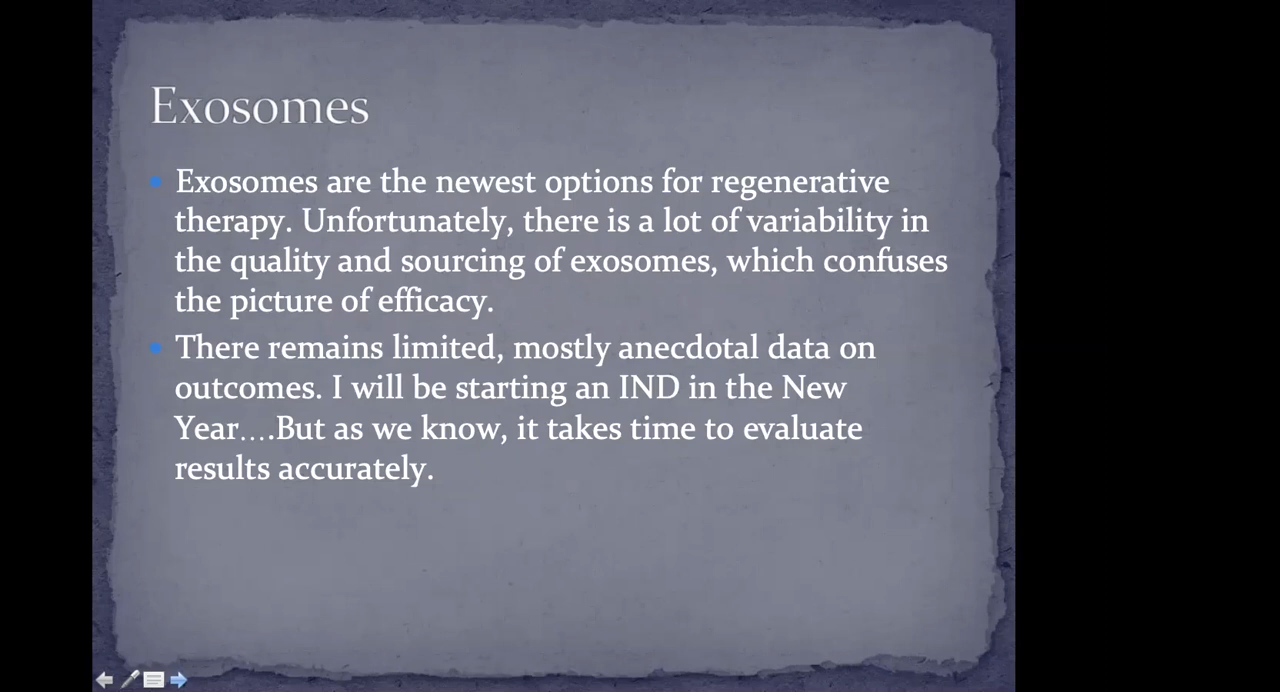 Exosomes
Exosomes are the newest options for regenerative
therapy. Unfortunately, there is a lot of variability in
the quality and sourcing of exosomes, which confuses
the picture of efficacy.
There remains limited, mostly anecdotal data on
outcomes. I will be starting an IND in the New
Year....But as we know, it takes time to evaluate
results accurately.